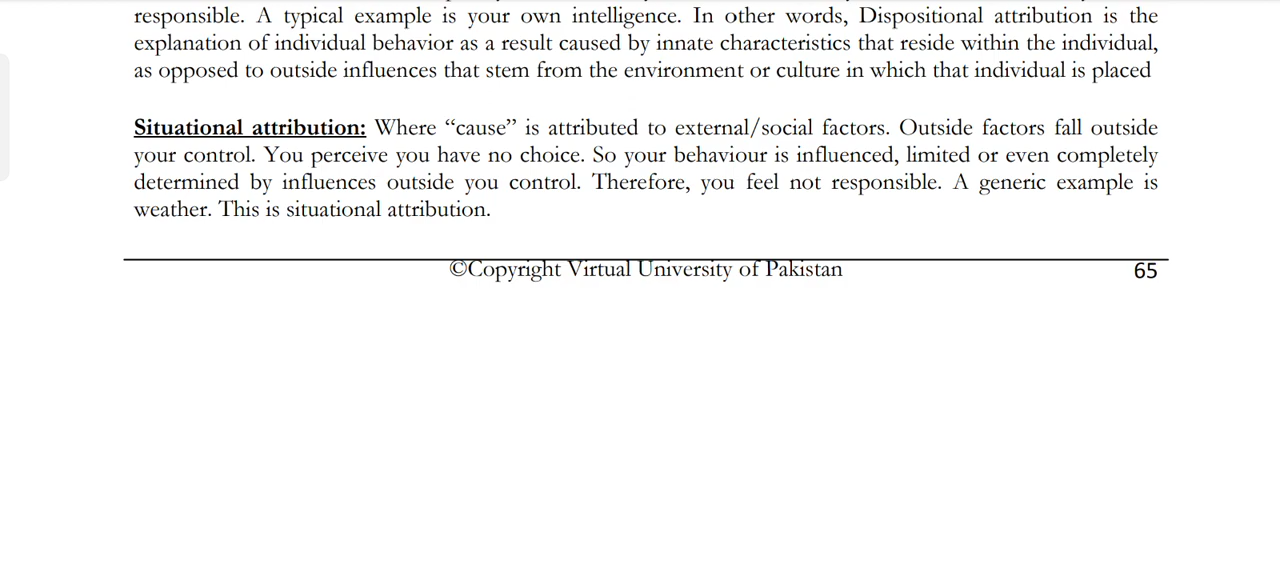 responsible. A typical example is your own intelligence. In other words, Dispositional attribution is the
explanation of individual behavior as a result caused by innate characteristics that reside within the individual,
as opposed to outside influences that stem from the environment or culture in which that individual is placed
Situational attribution: Where “cause” is attributed to external/social factors. Outside factors fall outside
your control. You perceive you have no choice. So your behaviour is influenced, limited or even completely
determined by influences outside you control. Therefore, you feel not responsible. A generic example is
weather. This is situational attribution.
©Copyright Virtual University of Pakistan 65